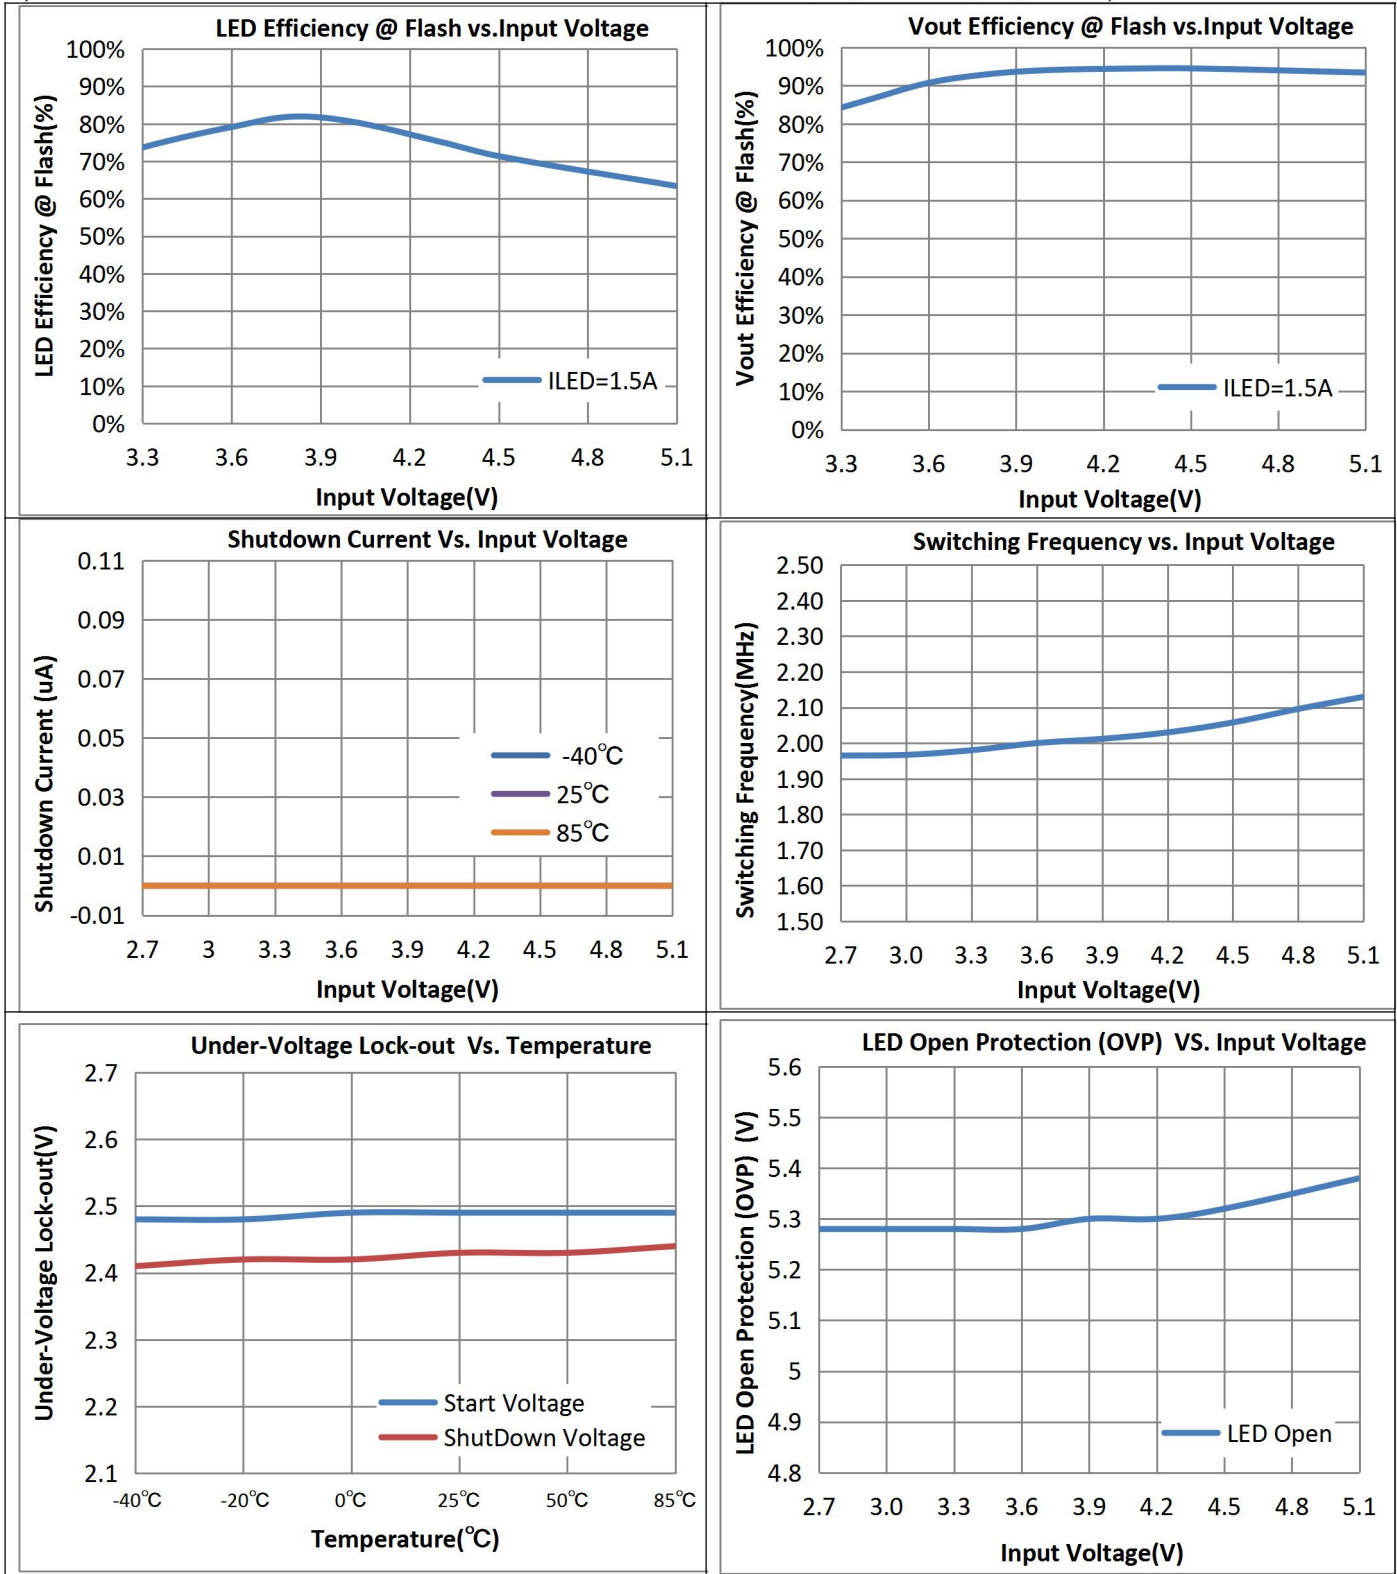 LED Efficiency @ Flash vs.Input Voltage
LED Efficiency @ Flash(%)
100%
90%
80%
70%
60%
50%
40%
30%
20%
10%
0%
ILED=1.5A
3.3 3.6 3.9 4.2 4.5 4.8 5.1
Input Voltage(V)
Vout Efficiency @ Flash vs.Input Voltage
Vout Efficiency @ Flash(%)
100%
90%
80%
70%
60%
50%
40%
30%
20%
10%
0%
ILED=1.5A
3.3 3.6 3.9 4.2 4.5 4.8 5.1
Input Voltage(V)
Shutdown Current Vs. Input Voltage
Shutdown Current (uA)
0.11
0.09
0.07
0.05
0.03
0.01
-0.01
-40℃
25℃
85℃
2.7 3 3.3 3.6 3.9 4.2 4.5 4.8 5.1
Input Voltage(V)
Switching Frequency vs. Input Voltage
Switching Frequency(MHz)
2.50
2.40
2.30
2.20
2.10
2.00
1.90
1.80
1.70
1.60
1.50
2.7 3.0 3.3 3.6 3.9 4.2 4.5 4.8 5.1
Input Voltage(V)
Under-Voltage Lock-out Vs. Temperature
Under-Voltage Lock-out(V)
2.7
2.6
2.5
2.4
2.3
2.2
2.1
Start Voltage
ShutDown Voltage
-40℃ -20℃ 0℃ 25℃ 50℃ 85℃
Temperature(℃)
LED Open Protection (OVP) VS. Input Voltage
LED Open Protection (OVP) (V)
5.6
5.5
5.4
5.3
5.2
5.1
5
4.9
4.8
LED Open
2.7 3.0 3.3 3.6 3.9 4.2 4.5 4.8 5.1
Input Voltage(V)